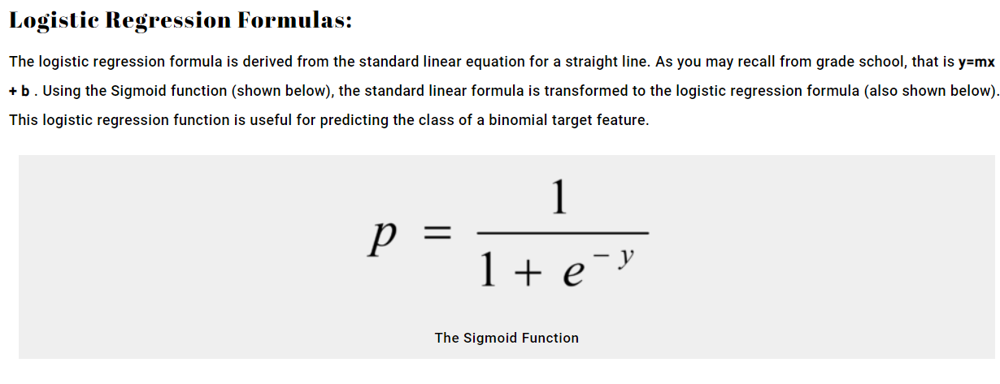 Logistic Regression Formulas:
The logistic regression formula is derived from the standard linear equation for a straight line. As you may recall from grade school, that is y=mx
+ b . Using the Sigmoid function (shown below), the standard linear formula is transformed to the logistic regression formula (also shown below).
This logistic regression function is useful for predicting the class of a binomial target feature.
p = 1 / 1 + e^{-y}
The Sigmoid Function